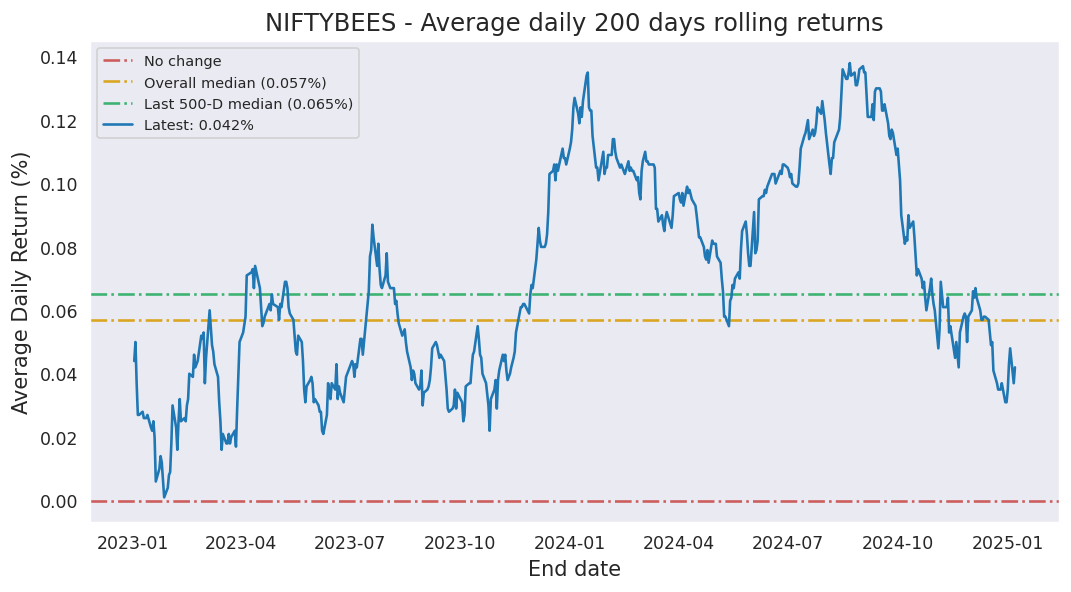 NIFTYBEES - Average daily 200 days rolling returns
No change
Overall median (0.057%)
Last 500-D median (0.065%)
Latest: 0.042%
Average Daily Return (%)
0.14
0.12
0.10
0.08
0.06
0.04
0.02
0.00
2023-01 2023-04 2023-07 2023-10 2024-01 2024-04 2024-07 2024-10 2025-01
End date